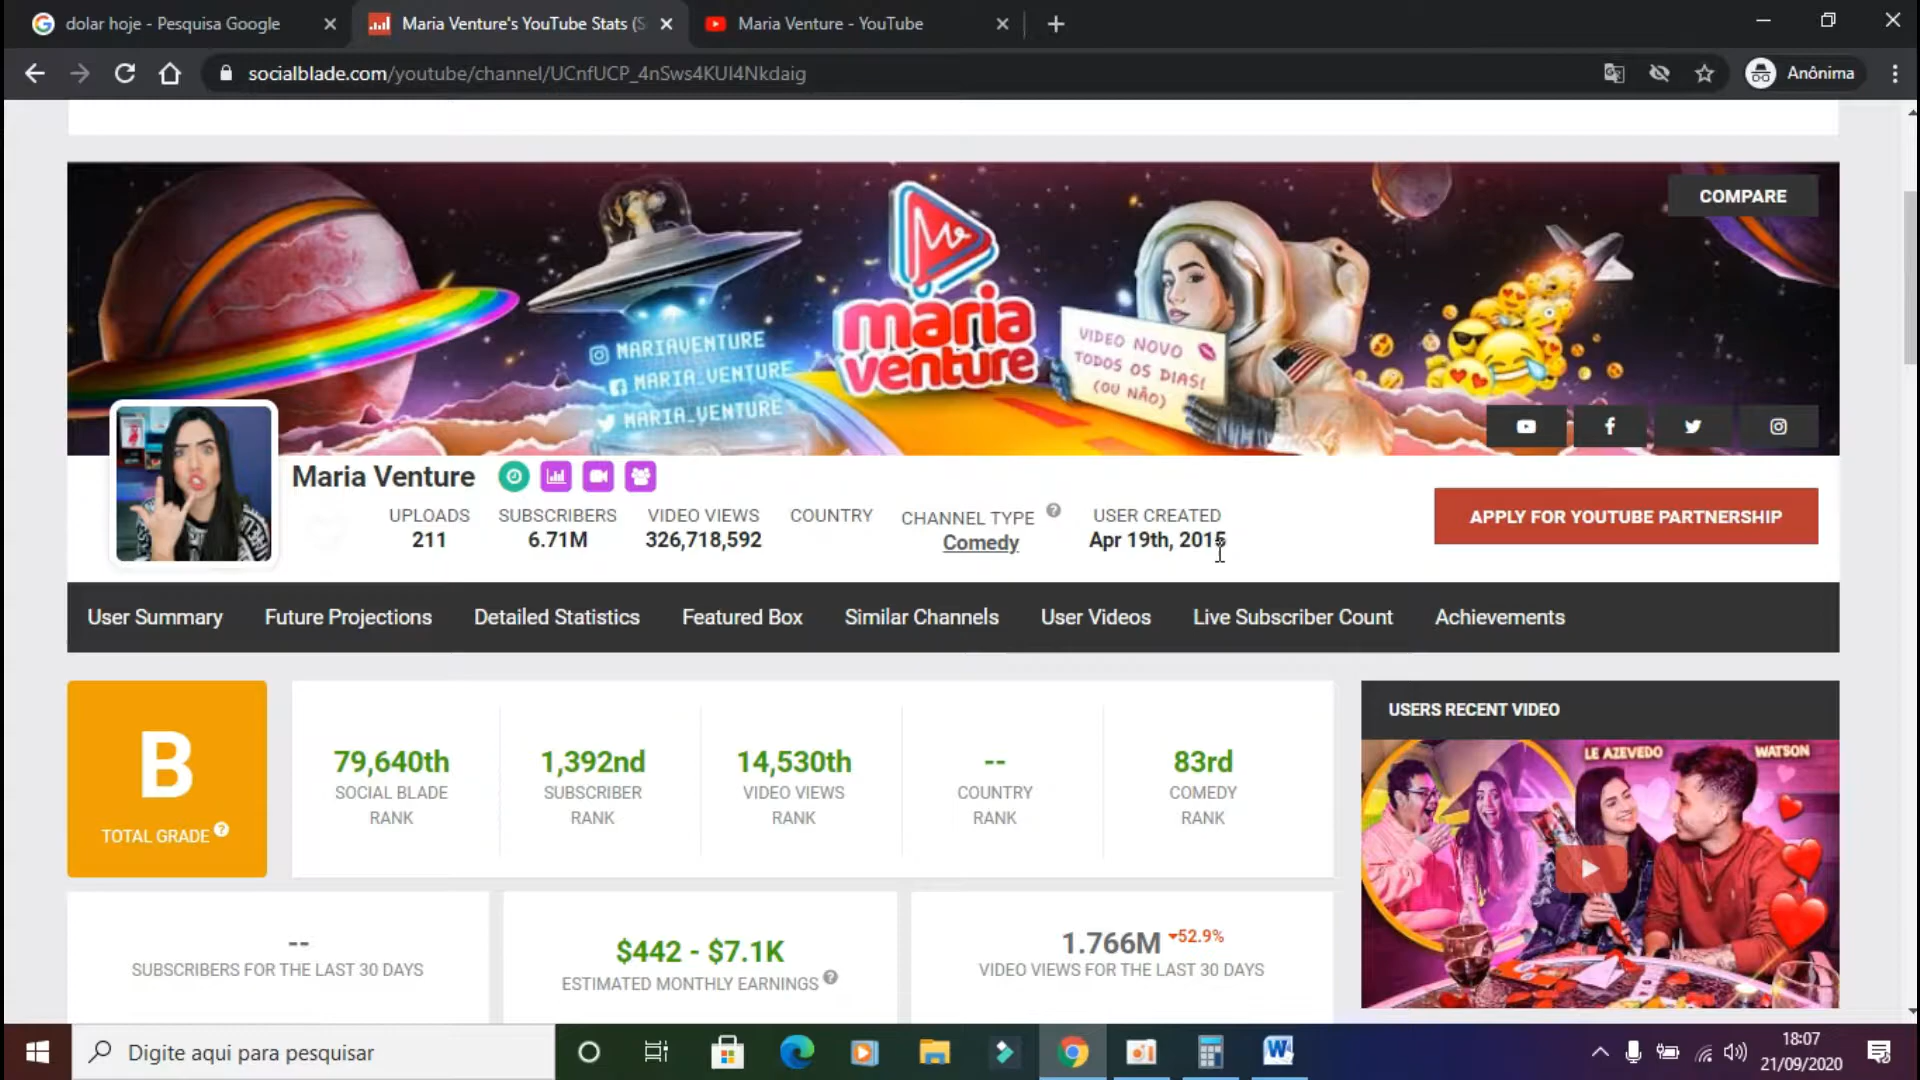 dolar hoje - Pesquisa Google
Maria Venture's YouTube Stats (S
Maria Venture - YouTube
socialblade.com/youtube/channel/UCnfUCP_4nSws4KUI4Nkdaig
Anônima
COMPARE
MARIAVENTURE
MARIA_VENTURE
MARIA_VENTURE
maria
venture
VIDEO NOVO
TODOS OS DIAS!
(OU NÃO)
Maria Venture
UPLOADS
211
SUBSCRIBERS
6.71M
VIDEO VIEWS
326,718,592
COUNTRY
CHANNEL TYPE
Comedy
USER CREATED
Apr 19th, 2015
APPLY FOR YOUTUBE PARTNERSHIP
User Summary
Future Projections
Detailed Statistics
Featured Box
Similar Channels
User Videos
Live Subscriber Count
Achievements
B
TOTAL GRADE
79,640th
SOCIAL BLADE
RANK
1,392nd
SUBSCRIBER
RANK
14,530th
VIDEO VIEWS
RANK
--
COUNTRY
RANK
83rd
COMEDY
RANK
USERS RECENT VIDEO
LE AZEVEDO
WATSON
--
SUBSCRIBERS FOR THE LAST 30 DAYS
$442 - $7.1K
ESTIMATED MONTHLY EARNINGS
1.766M
52.9%
VIDEO VIEWS FOR THE LAST 30 DAYS
Digite aqui para pesquisar
18:07
21/09/2020